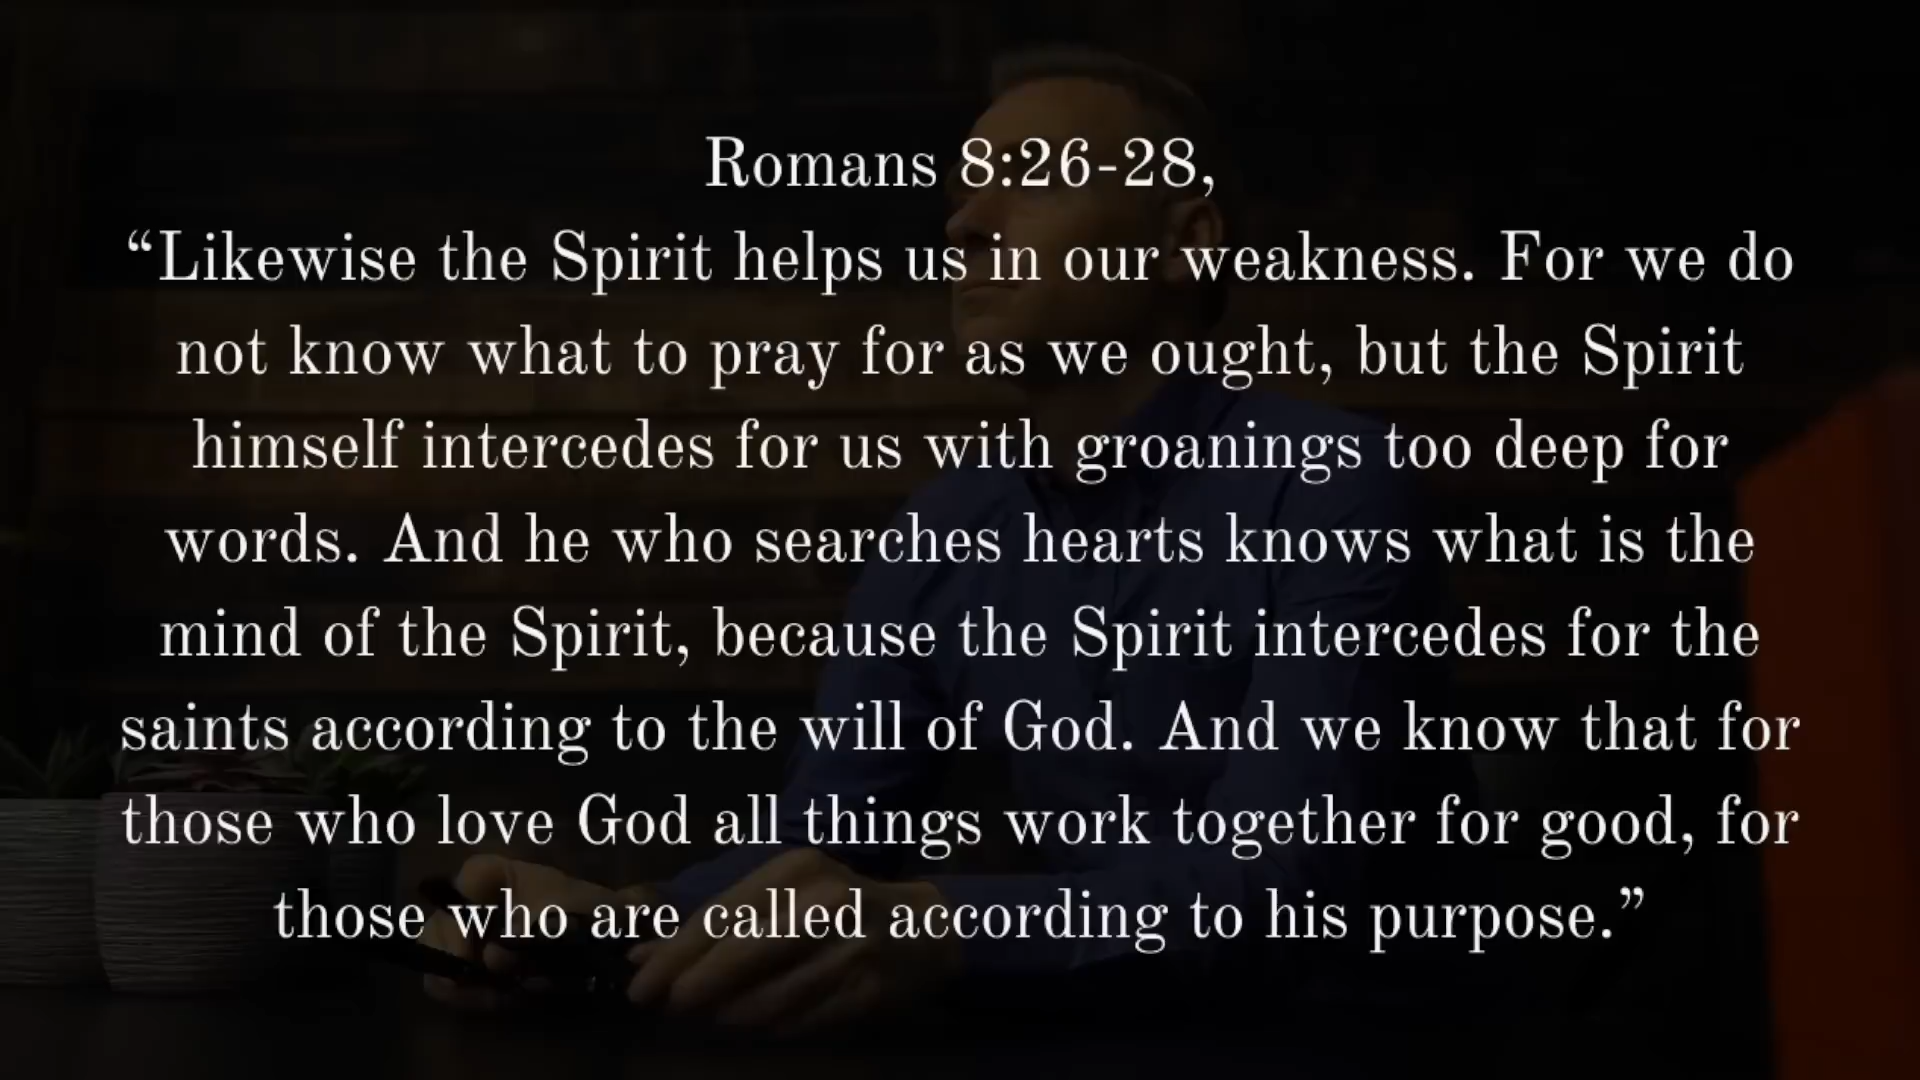 Romans 8:26-28,
“Likewise the Spirit helps us in our weakness. For we do
not know what to pray for as we ought, but the Spirit
himself intercedes for us with groanings too deep for
words. And he who searches hearts knows what is the
mind of the Spirit, because the Spirit intercedes for the
saints according to the will of God. And we know that for
those who love God all things work together for good, for
those who are called according to his purpose.”